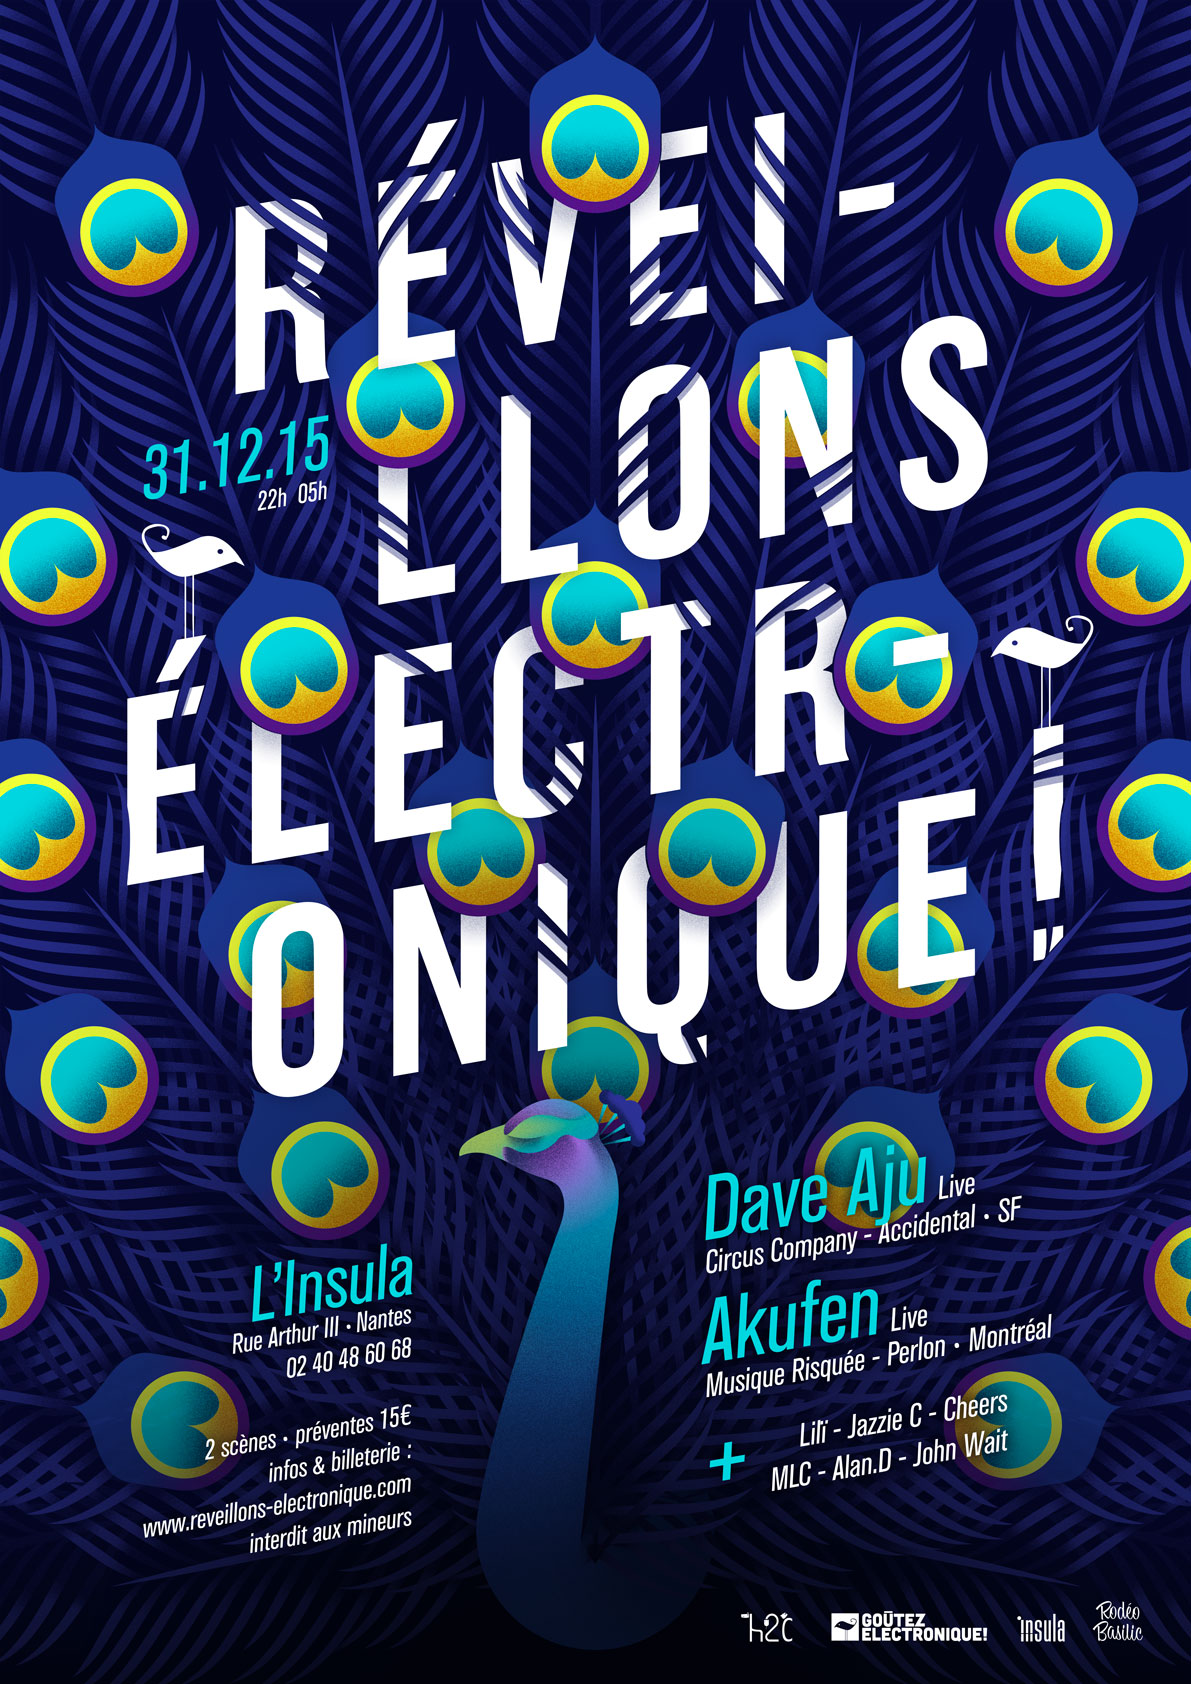 RÉVEI-
LLONS
31.12.15
22h 05h
ÉLECTR-
ONIQUE!
Dave Aju Live
Circus Company - Accidental • SF
Akufen Live
Musique Risquée - Perlon • Montréal
+
Lilï - Jazzie C - Cheers
MLC - Alan.D - John Wait
L'Insula
Rue Arthur III • Nantes
02 40 48 60 68
2 scènes • préventes 15€
infos & billeterie :
www.reveillons-electronique.com
interdit aux mineurs
h2c
GOÛTEZ
ELECTRONIQUE!
insula
Rodéo
Basilic